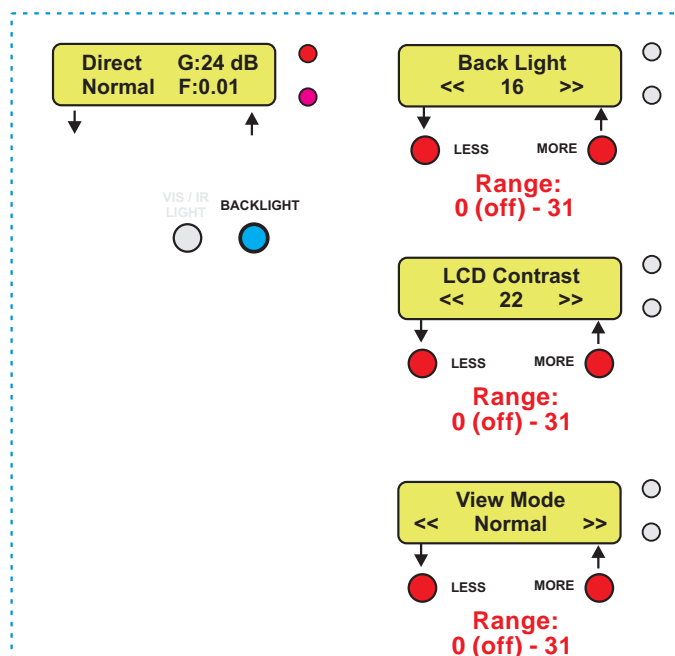 Direct G:24 dB
Normal F:0.01
VIS / IR
LIGHT
BACKLIGHT
Back Light
<< 16 >>
LESS MORE
Range:
0 (off) - 31
LCD Contrast
<< 22 >>
LESS MORE
Range:
0 (off) - 31
View Mode
<< Normal >>
LESS MORE
Range:
0 (off) - 31